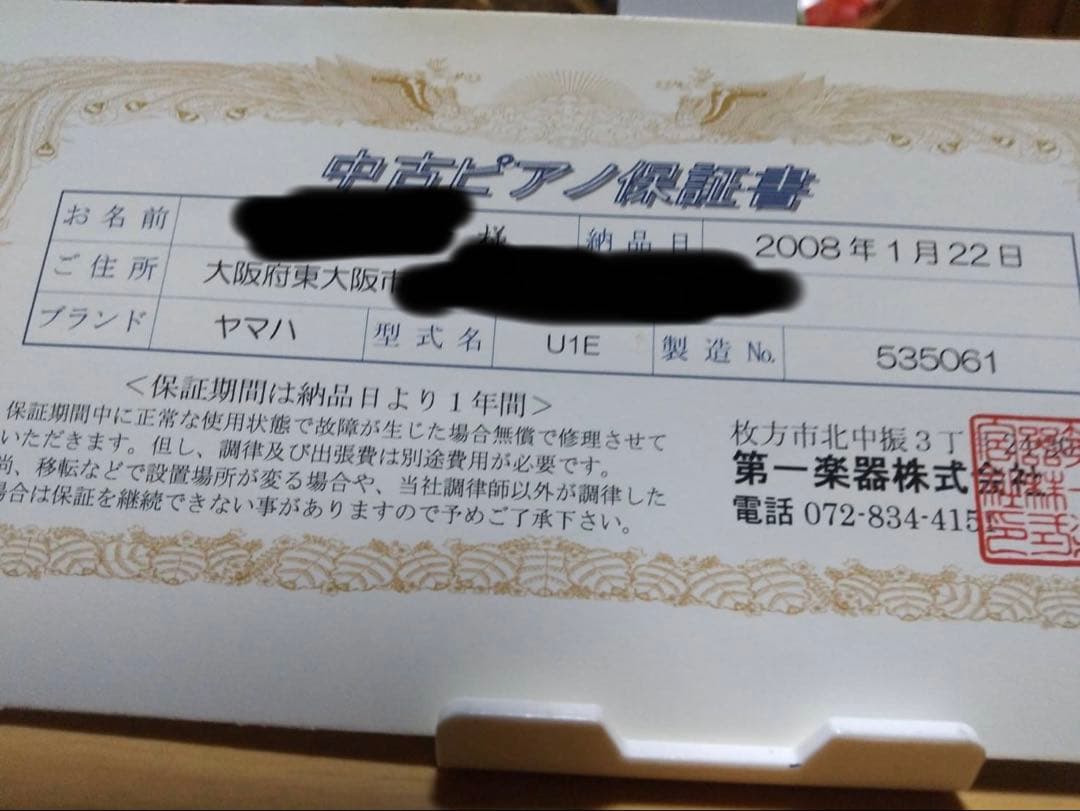 中古ピアノ保証書
お名前 様 納品日 2008年1月22日
ご住所 大阪府東大阪市
ブランド ヤマハ 型式名 U1E 製造No. 535061
<保証期間は納品日より1年間>
保証期間中に正常な使用状態で故障が生じた場合無償で修理させて
いただきます。但し、調律及び出張費は別途費用が必要です。
尚、移転などで設置場所が変る場合や、当社調律師以外が調律した
場合は保証を継続できない事がありますので予めご了承下さい。
枚方市北中振3丁
第一楽器株式会社
電話 072-834-415